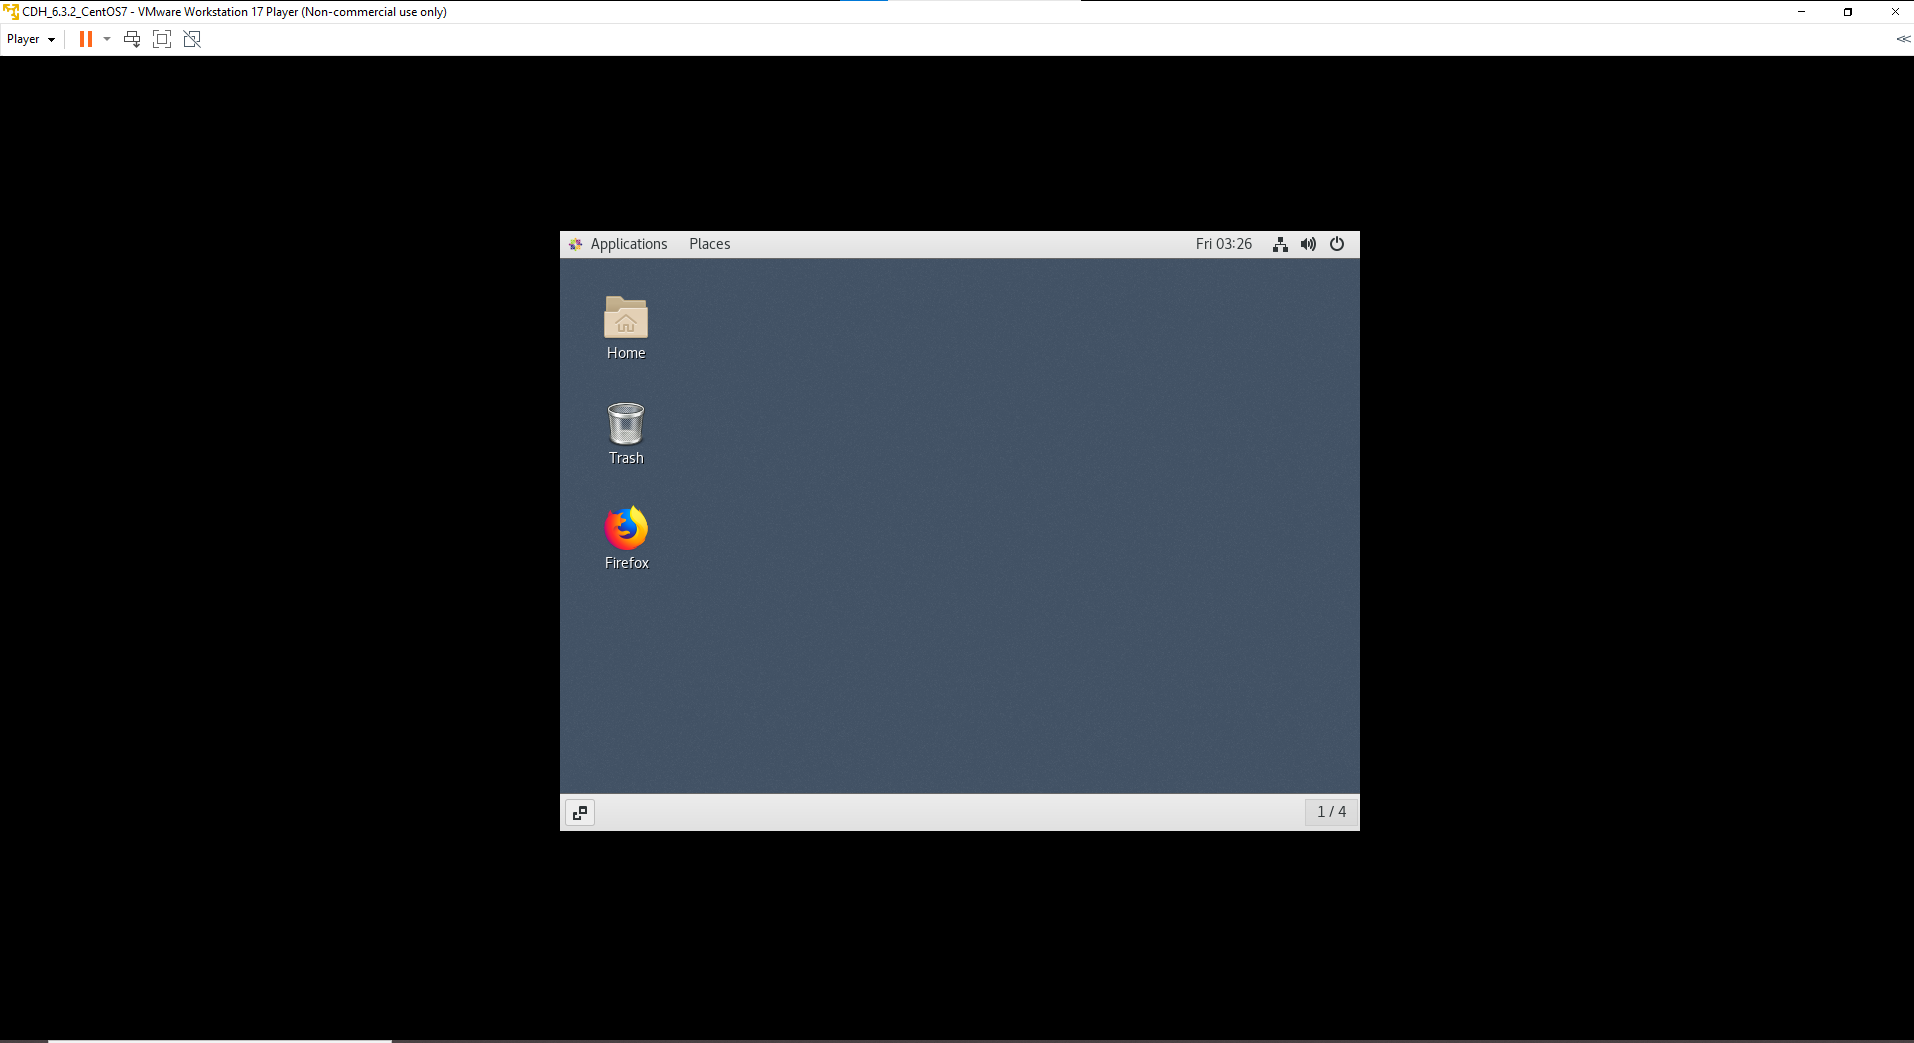 CDH_6.3.2_CentOS7 - VMware Workstation 17 Player (Non-commercial use only)
Player
Applications Places Fri 03:26
Home
Trash
Firefox
1 / 4